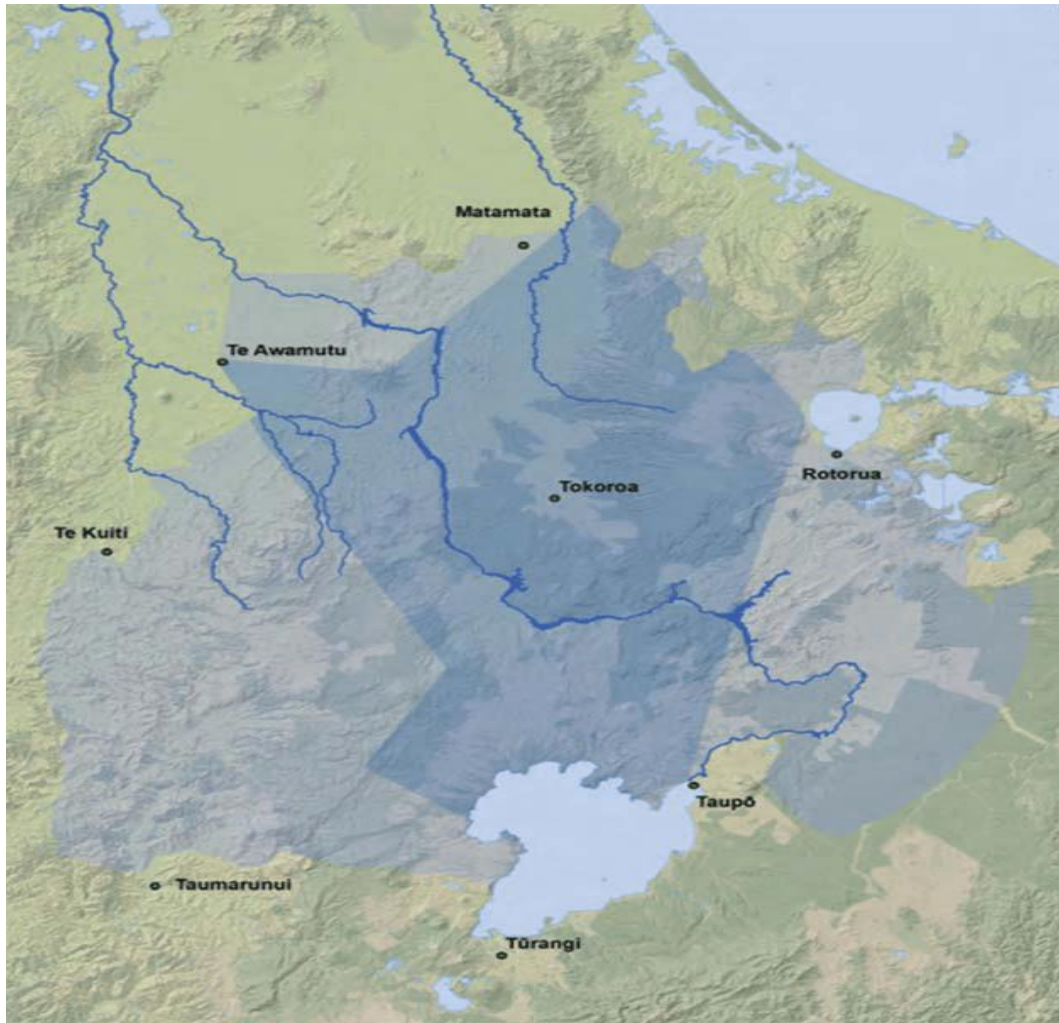 Matamata
Te Awamutu
Rotorua
Tokoroa
Te Kuiti
Taupō
Taumarunui
Tūrangi